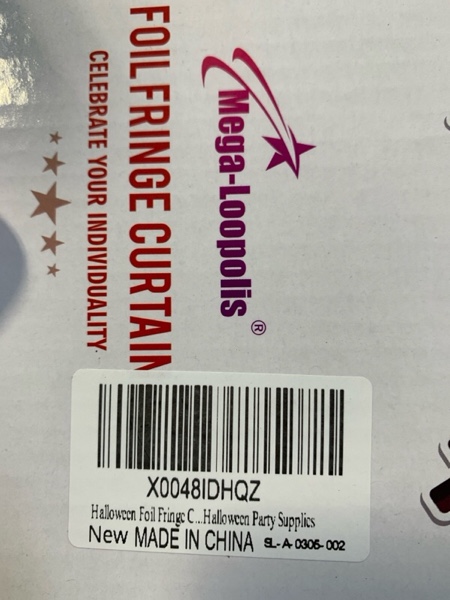 Mega-Loopolis®
FOIL FRINGE CURTAIN
CELEBRATE YOUR INDIVIDUALITY
X0048IDHQZ
Halloween Foil Fringe C...Halloween Party Supplies
New MADE IN CHINA SL-A-0305-002